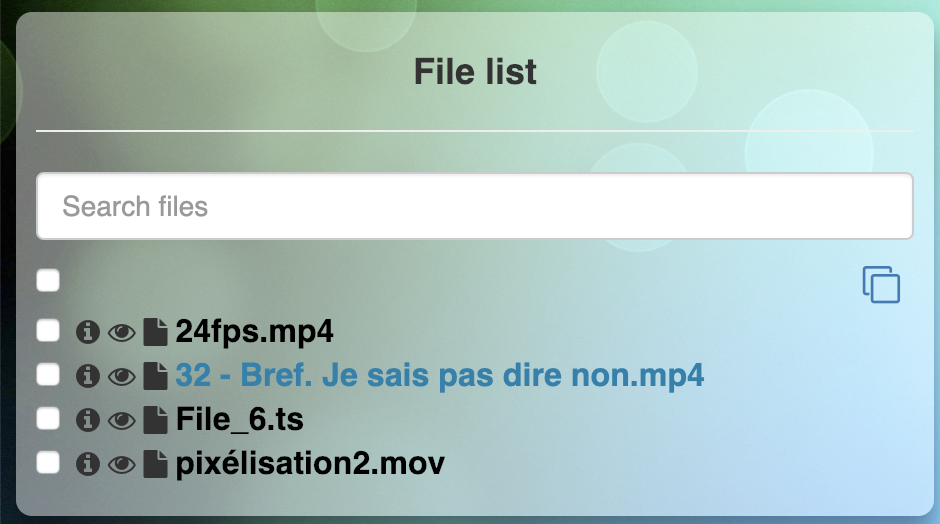 File list
Search files
24fps.mp4
32 - Bref. Je sais pas dire non.mp4
File_6.ts
pixélisation2.mov